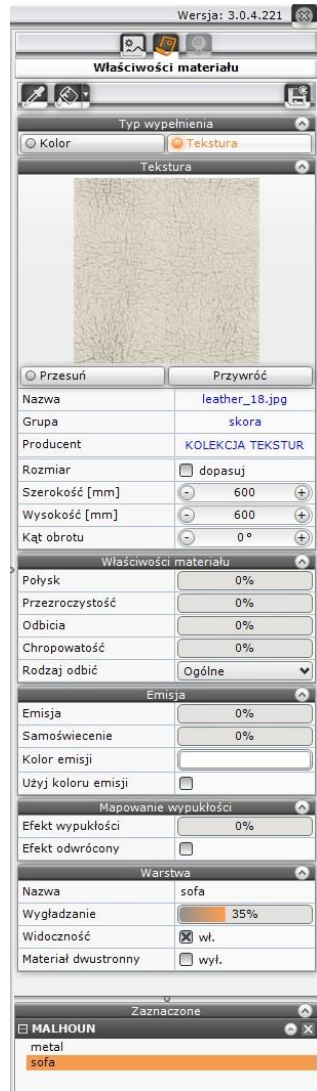 Wersja: 3.0.4.221
Właściwości materiału
Typ wypełnienia
Kolor Tekstura
Tekstura
Przesuń Przywróć
Nazwa leather_18.jpg
Grupa skora
Producent KOLEKCJA TEKSTUR
Rozmiar dopasuj
Szerokość [mm] - 600 +
Wysokość [mm] - 600 +
Kąt obrotu - 0° +
Właściwości materiału
Połysk 0%
Przezroczystość 0%
Odbicia 0%
Chropowatość 0%
Rodzaj odbić Ogólne
Emisja
Emisja 0%
Samoświecenie 0%
Kolor emisji
Użyj koloru emisji
Mapowanie wypukłości
Efekt wypukłości 0%
Efekt odwrócony
Warstwa
Nazwa sofa
Wygładzanie 35%
Widoczność wł.
Materiał dwustronny wył.
Zaznaczone
MALHOUN
metal
sofa